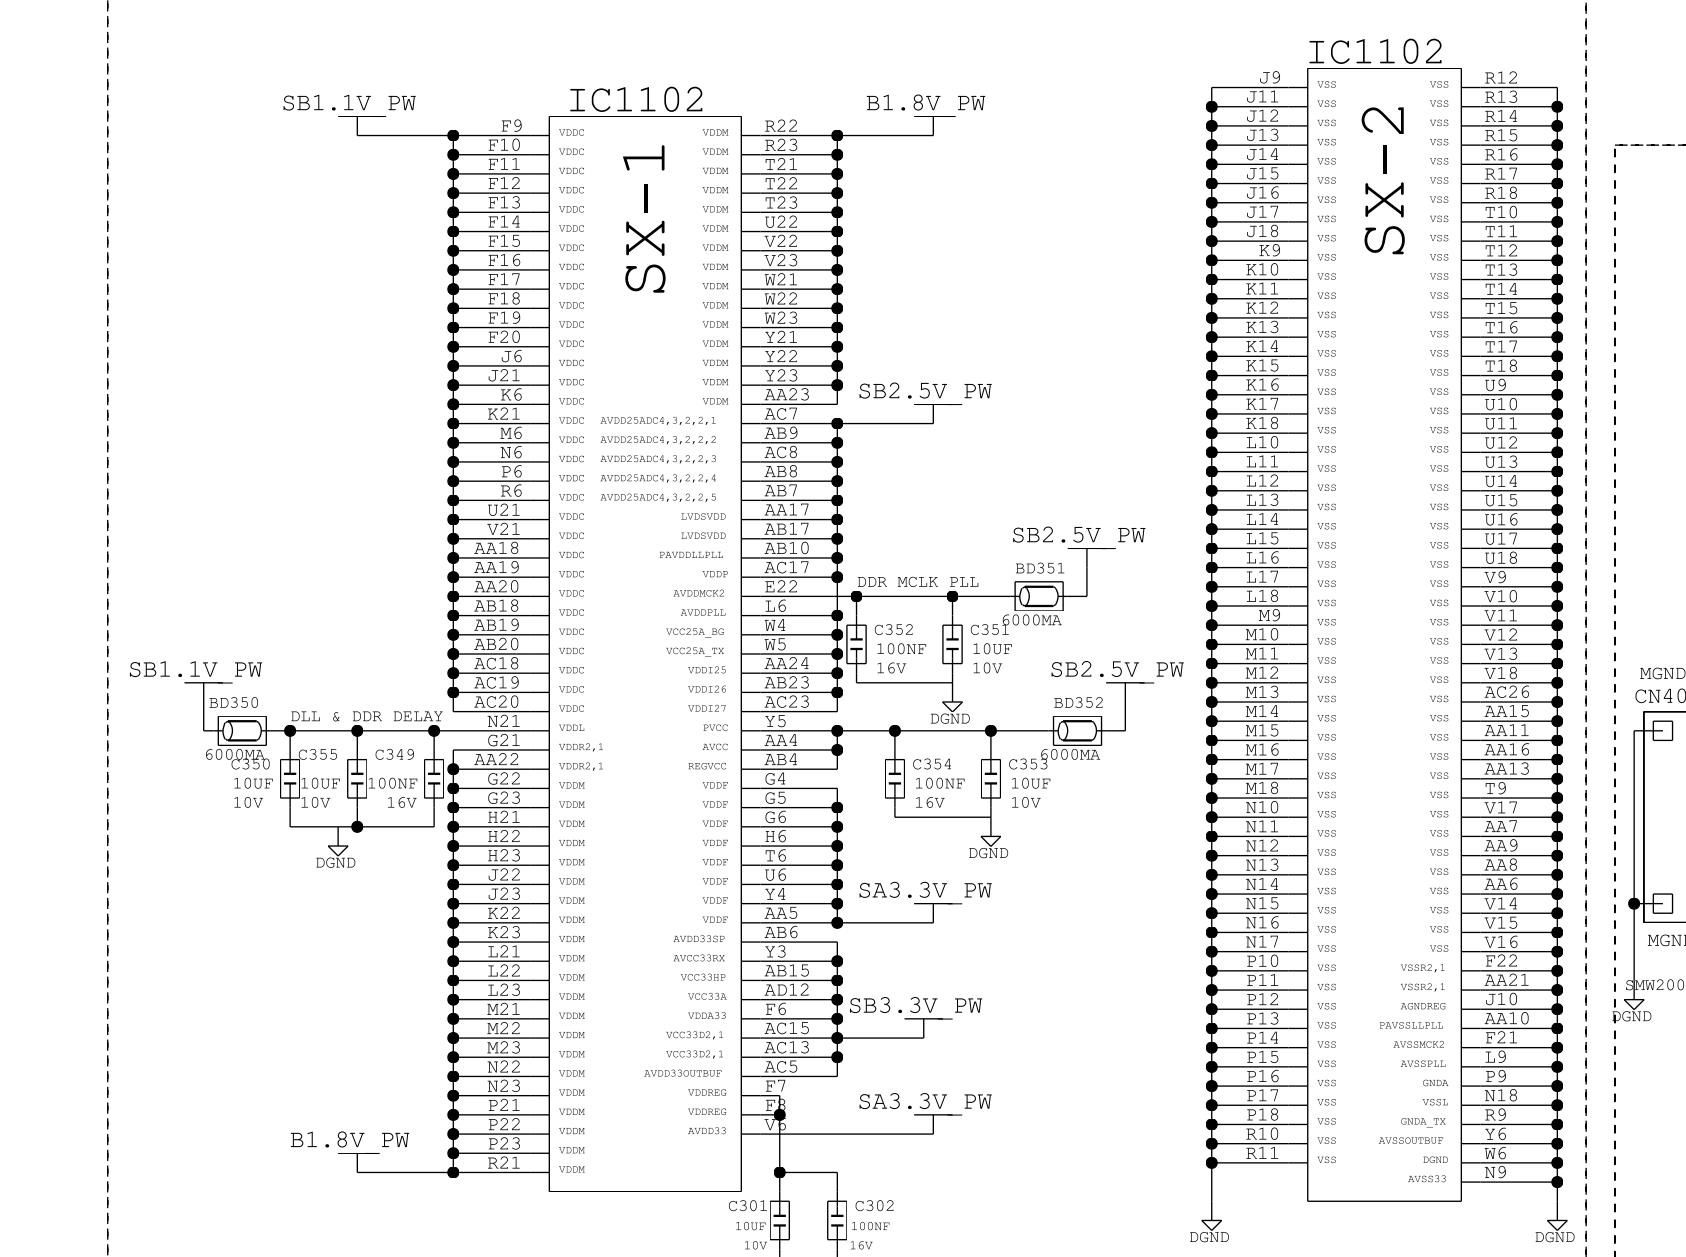 SB1.1V_PW
IC1102
SX-1
B1.8V_PW
F9 VDDC VDDM R22
F10 VDDC VDDM R23
F11 VDDC VDDM T21
F12 VDDC VDDM T22
F13 VDDC VDDM T23
F14 VDDC VDDM U22
F15 VDDC VDDM V22
F16 VDDC VDDM V23
F17 VDDC VDDM W21
F18 VDDC VDDM W22
F19 VDDC VDDM W23
F20 VDDC VDDM Y21
J6 VDDC VDDM Y22
J21 VDDC VDDM Y23
K6 VDDC VDDM AA23
K21 VDDC AVDD25ADC4,3,2,2,1 AC7
M6 VDDC AVDD25ADC4,3,2,2,2 AB9
N6 VDDC AVDD25ADC4,3,2,2,3 AC8
P6 VDDC AVDD25ADC4,3,2,2,4 AB8
R6 VDDC AVDD25ADC4,3,2,2,5 AB7
U21 VDDC LVDSVDD AA17
V21 VDDC LVDSVDD AB17
AA18 VDDC PAVDDLLPLL AB10
AA19 VDDC VDDP AC17
AA20 VDDC AVDDMCK2 E22
AB18 VDDC AVDDPLL L6
AB19 VDDC VCC25A_BG W4
AB20 VDDC VCC25A_TX W5
AC18 VDDC VDDI25 AA24
AC19 VDDC VDDI26 AB23
AC20 VDDC VDDI27 AC23
N21 VDDL PVCC Y5
G21 VDDR2,1 AVCC AA4
AA22 VDDR2,1 REGVCC AB4
G22 VDDM VDDF G4
G23 VDDM VDDF G5
H21 VDDM VDDF G6
H22 VDDM VDDF H6
H23 VDDM VDDF T6
J22 VDDM VDDF U6
J23 VDDM VDDF Y4
K22 VDDM VDDF AA5
K23 VDDM AVDD33SP AB6
L21 VDDM AVCC33RX Y3
L22 VDDM VCC33HP AB15
L23 VDDM VCC33A AD12
M21 VDDM VDDA33 F6
M22 VDDM VCC33D2,1 AC15
M23 VDDM VCC33D2,1 AC13
N22 VDDM AVDD33OUTBUF AC5
N23 VDDM VDDREG F7
P21 VDDM VDDREG F8
P22 VDDM AVDD33 V6
P23 VDDM
R21 VDDM
SB1.1V_PW
BD350
6000MA
DLL & DDR DELAY
C350
10UF
10V
C355
10UF
10V
C349
100NF
16V
DGND
B1.8V_PW
SB2.5V_PW
SB2.5V_PW
BD351
6000MA
DDR MCLK PLL
C352
100NF
16V
C351
10UF
10V
DGND
SB2.5V_PW
BD352
6000MA
C354
100NF
16V
C353
10UF
10V
DGND
SA3.3V_PW
SB3.3V_PW
SA3.3V_PW
C301
10UF
10V
C302
100NF
16V
IC1102
SX-2
J9 VSS VSS R12
J11 VSS VSS R13
J12 VSS VSS R14
J13 VSS VSS R15
J14 VSS VSS R16
J15 VSS VSS R17
J16 VSS VSS R18
J17 VSS VSS T10
J18 VSS VSS T11
K9 VSS VSS T12
K10 VSS VSS T13
K11 VSS VSS T14
K12 VSS VSS T15
K13 VSS VSS T16
K14 VSS VSS T17
K15 VSS VSS T18
K16 VSS VSS U9
K17 VSS VSS U10
K18 VSS VSS U11
L10 VSS VSS U12
L11 VSS VSS U13
L12 VSS VSS U14
L13 VSS VSS U15
L14 VSS VSS U16
L15 VSS VSS U17
L16 VSS VSS U18
L17 VSS VSS V9
L18 VSS VSS V10
M9 VSS VSS V11
M10 VSS VSS V12
M11 VSS VSS V13
M12 VSS VSS V18
M13 VSS VSS AC26
M14 VSS VSS AA15
M15 VSS VSS AA11
M16 VSS VSS AA16
M17 VSS VSS AA13
M18 VSS VSS T9
N10 VSS VSS V17
N11 VSS VSS AA7
N12 VSS VSS AA9
N13 VSS VSS AA8
N14 VSS VSS AA6
N15 VSS VSS V14
N16 VSS VSS V15
N17 VSS VSS V16
P10 VSS VSSR2,1 F22
P11 VSS VSSR2,1 AA21
P12 VSS AGNDREG J10
P13 VSS PAVSSLLPLL AA10
P14 VSS AVSSMCK2 F21
P15 VSS AVSSPLL L9
P16 VSS GNDA P9
P17 VSS VSSL N18
P18 VSS GNDA_TX R9
R10 VSS AVSSOUTBUF Y6
R11 VSS DGND W6
AVSS33 N9
DGND
DGND
MGND
CN40
MGN
SMW200
DGND